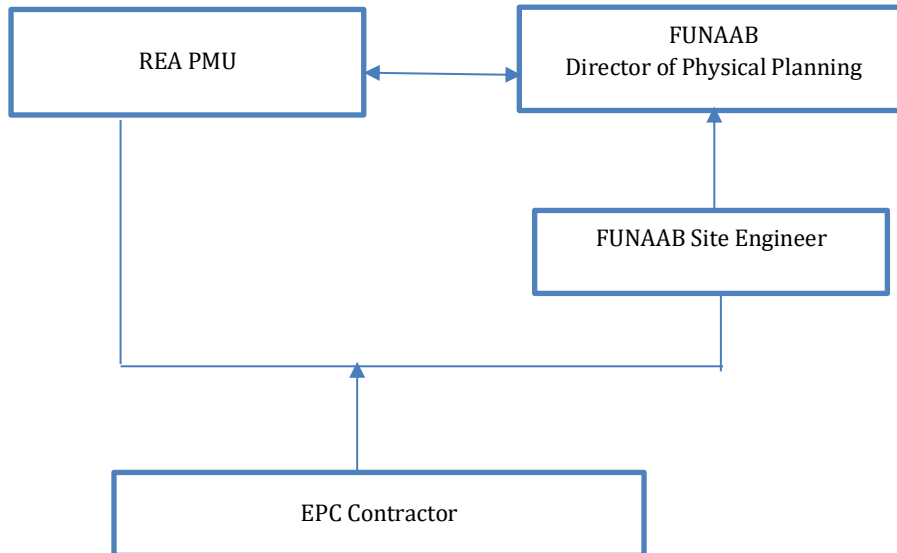 REA PMU
FUNAAB
Director of Physical Planning
FUNAAB Site Engineer
EPC Contractor